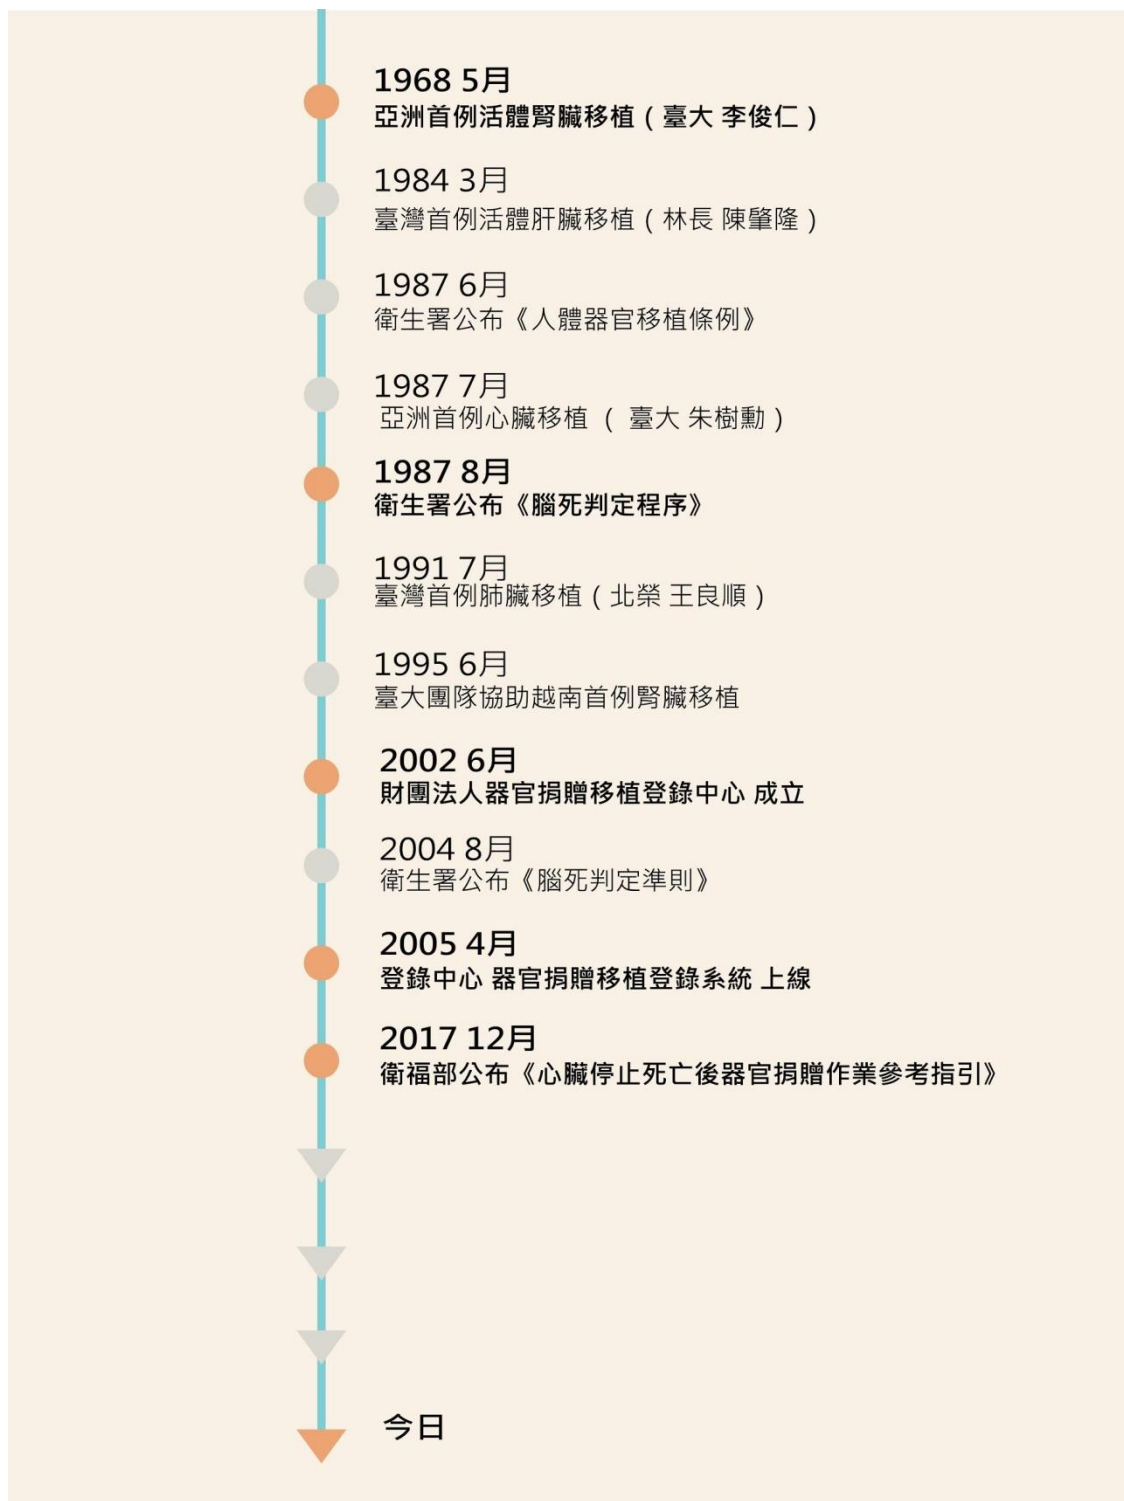 1968 5月
亞洲首例活體腎臟移植（臺大 李俊仁）
1984 3月
臺灣首例活體肝臟移植（林長 陳肇隆）
1987 6月
衛生署公布《人體器官移植條例》
1987 7月
亞洲首例心臟移植 （ 臺大 朱樹勳）
1987 8月
衛生署公布《腦死判定程序》
1991 7月
臺灣首例肺臟移植（北榮 王良順）
1995 6月
臺大團隊協助越南首例腎臟移植
2002 6月
財團法人器官捐贈移植登錄中心 成立
2004 8月
衛生署公布《腦死判定準則》
2005 4月
登錄中心 器官捐贈移植登錄系統 上線
2017 12月
衛福部公布《心臟停止死亡後器官捐贈作業參考指引》
今日